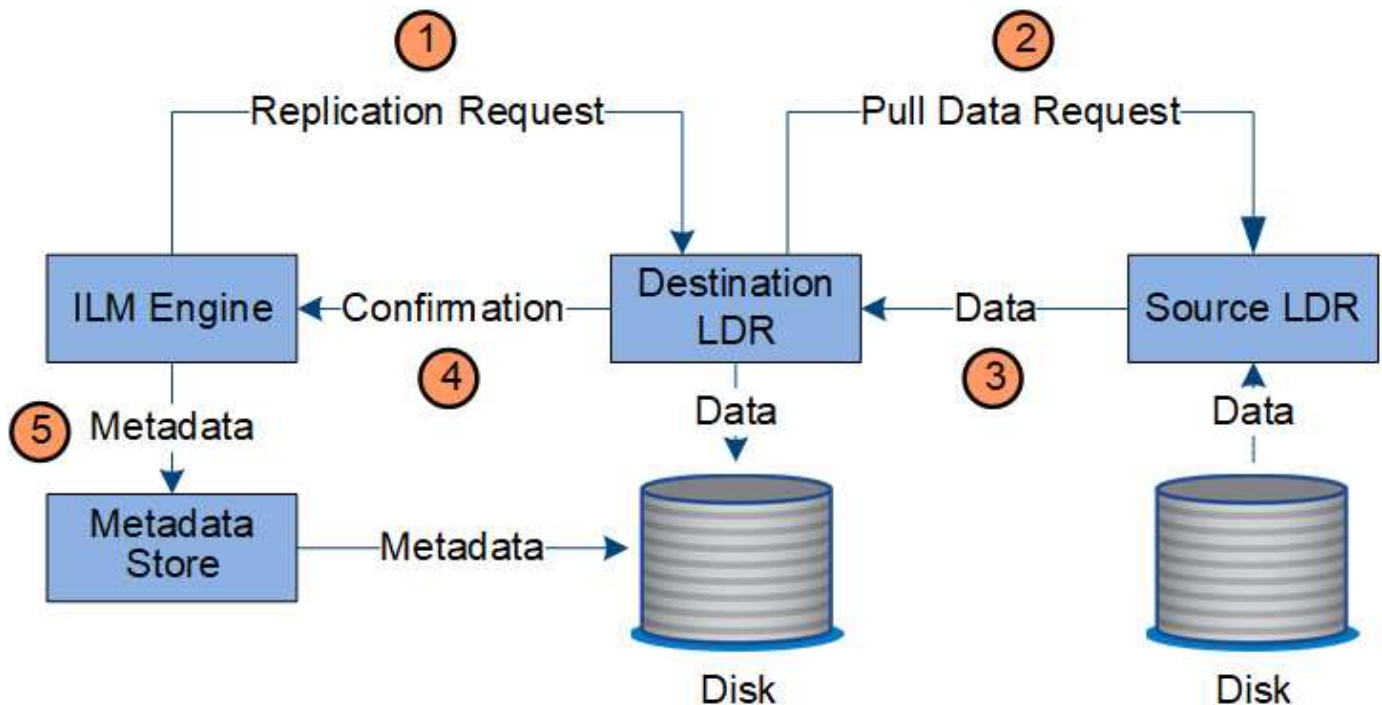 1
2
Replication Request
Pull Data Request
ILM Engine
Confirmation
Destination
LDR
Data
Source LDR
4
3
5
Metadata
Data
Data
Metadata
Store
Metadata
Disk
Disk